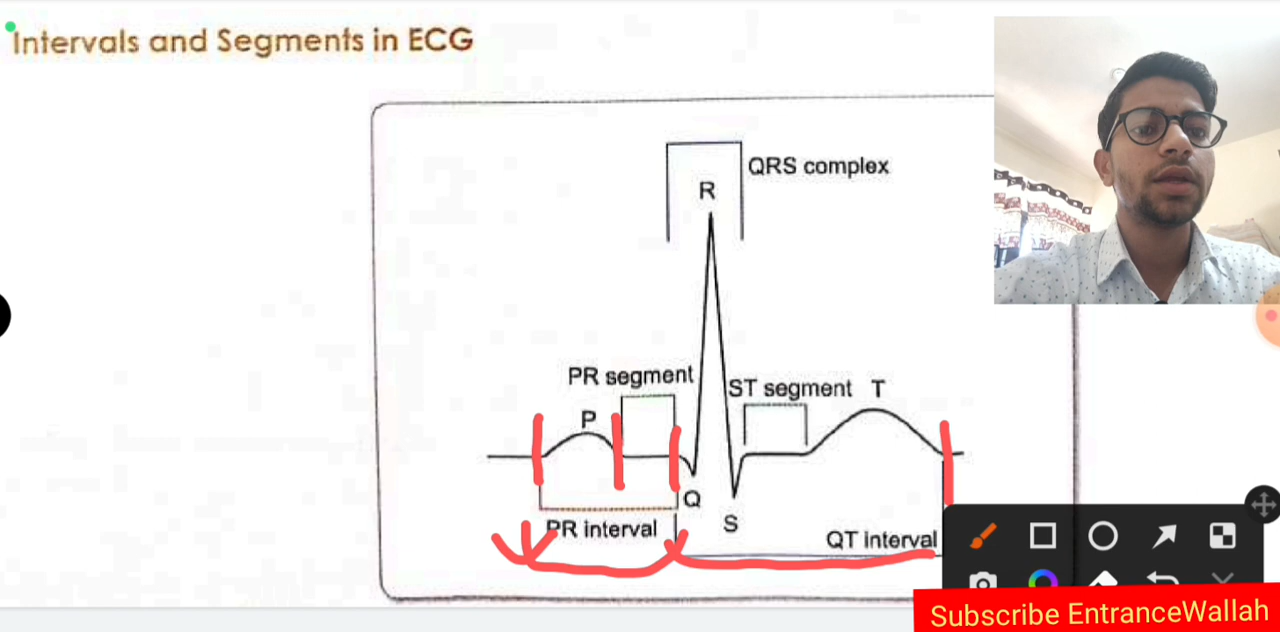 Intervals and Segments in ECG
QRS complex
R
PR segment
ST segment
T
P
Q
S
PR interval
QT interval
Subscribe EntranceWallah